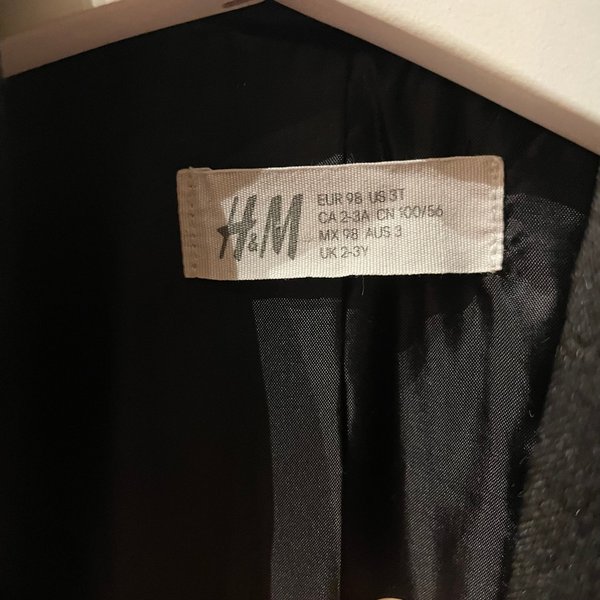 H&M
EUR 98 US 3T
CA 2-3A CN 100/56
MX 98 AUS 3
UK 2-3Y